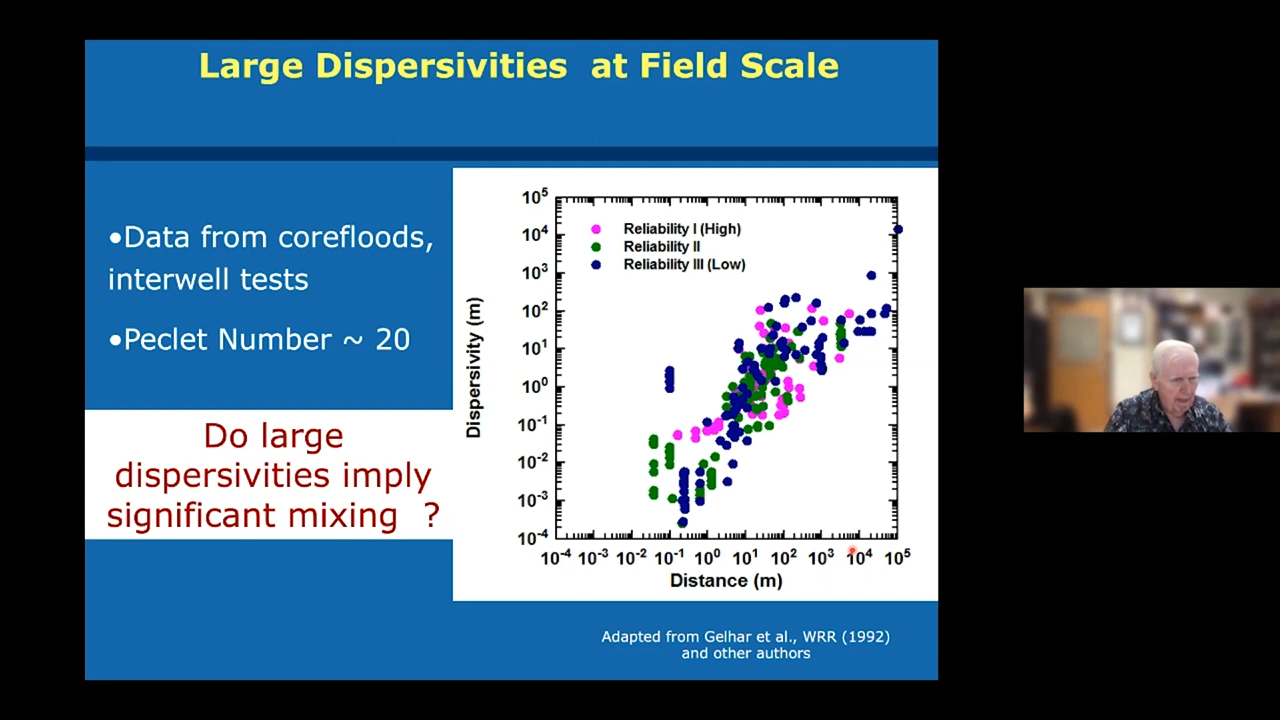 Large Dispersivities at Field Scale
•Data from corefloods,
interwell tests
•Peclet Number ~ 20
Do large
dispersivities imply
significant mixing ?
Dispersivity (m)
10⁵
10⁴
10³
10²
10¹
10⁰
10⁻¹
10⁻²
10⁻³
10⁻⁴
Reliability I (High)
Reliability II
Reliability III (Low)
10⁻⁴ 10⁻³ 10⁻² 10⁻¹ 10⁰ 10¹ 10² 10³ 10⁴ 10⁵
Distance (m)
Adapted from Gelhar et al., WRR (1992)
and other authors